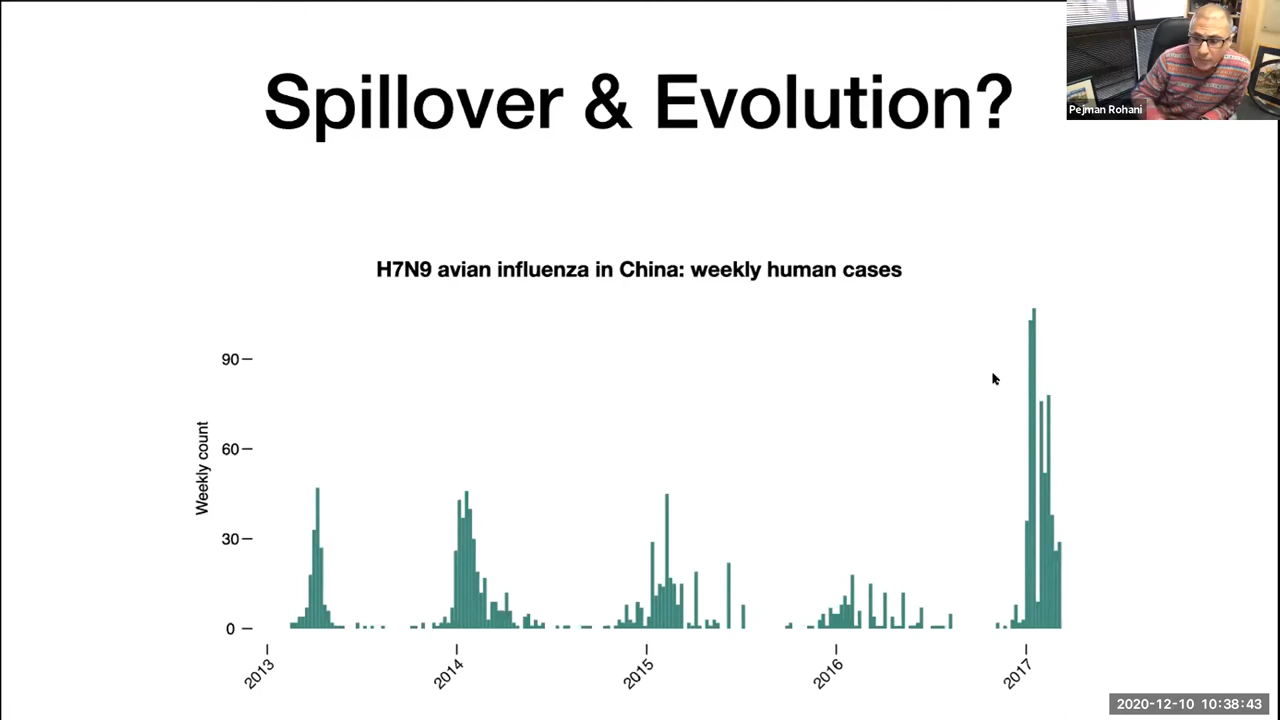 Spillover & Evolution?
Pejman Rohani
H7N9 avian influenza in China: weekly human cases
Weekly count
90
60
30
0
2013
2014
2015
2016
2017
2020-12-10 10:38:43